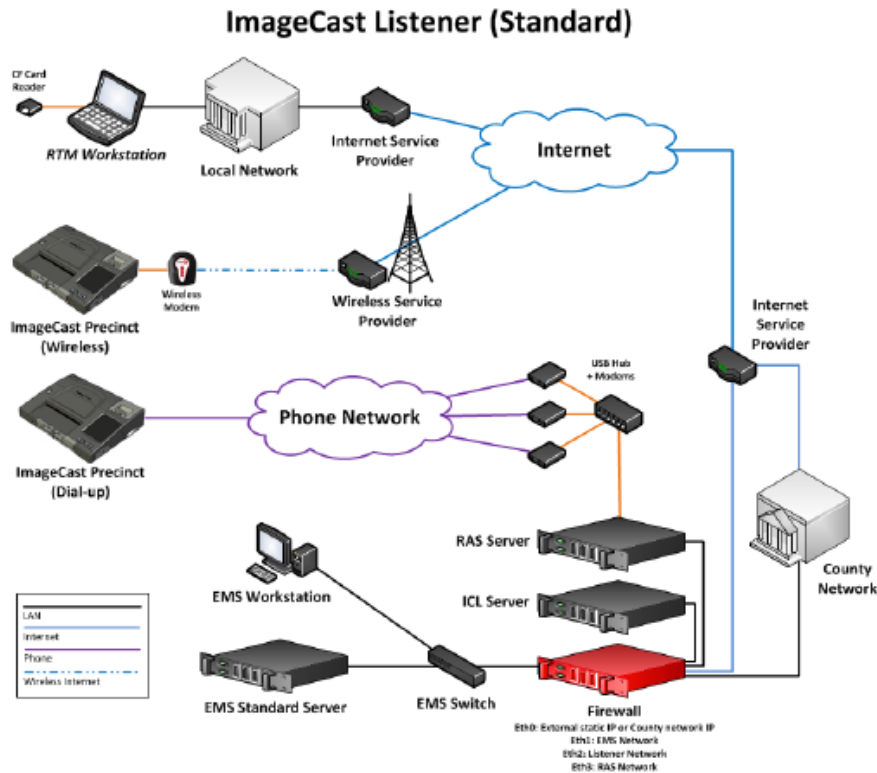 ImageCast Listener (Standard)
CF Card
Reader
RTM Workstation
Local Network
Internet Service
Provider
Internet
Wireless
Modem
Wireless Service
Provider
ImageCast Precinct
(Wireless)
Internet
Service
Provider
USB Hub
+ Modems
Phone Network
ImageCast Precinct
(Dial-up)
RAS Server
County
Network
EMS Workstation
ICL Server
LAN
Internet
Phone
Wireless Internet
EMS Standard Server
EMS Switch
Firewall
Eth0: External static IP or County network IP
Eth1: EMS Network
Eth2: Listener Network
Eth3: RAS Network